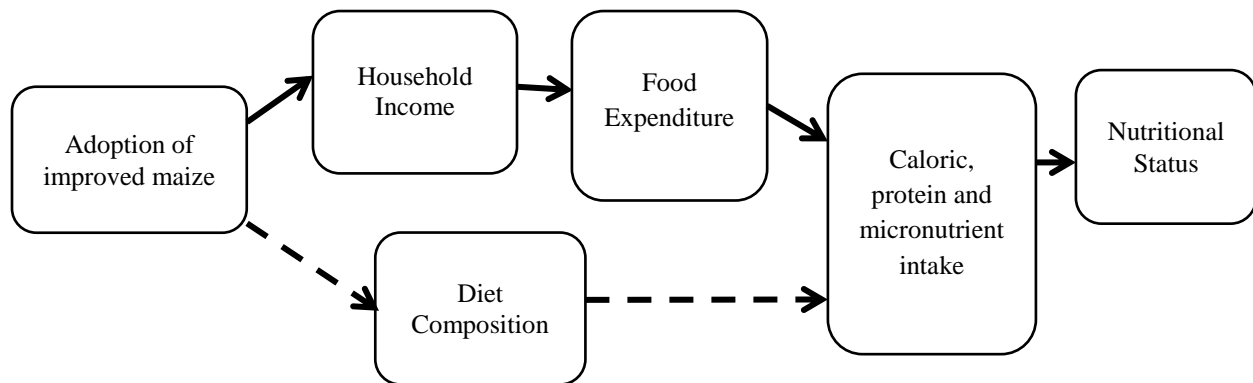 Adoption of
improved maize
Household
Income
Food
Expenditure
Diet
Composition
Caloric,
protein and
micronutrient
intake
Nutritional
Status